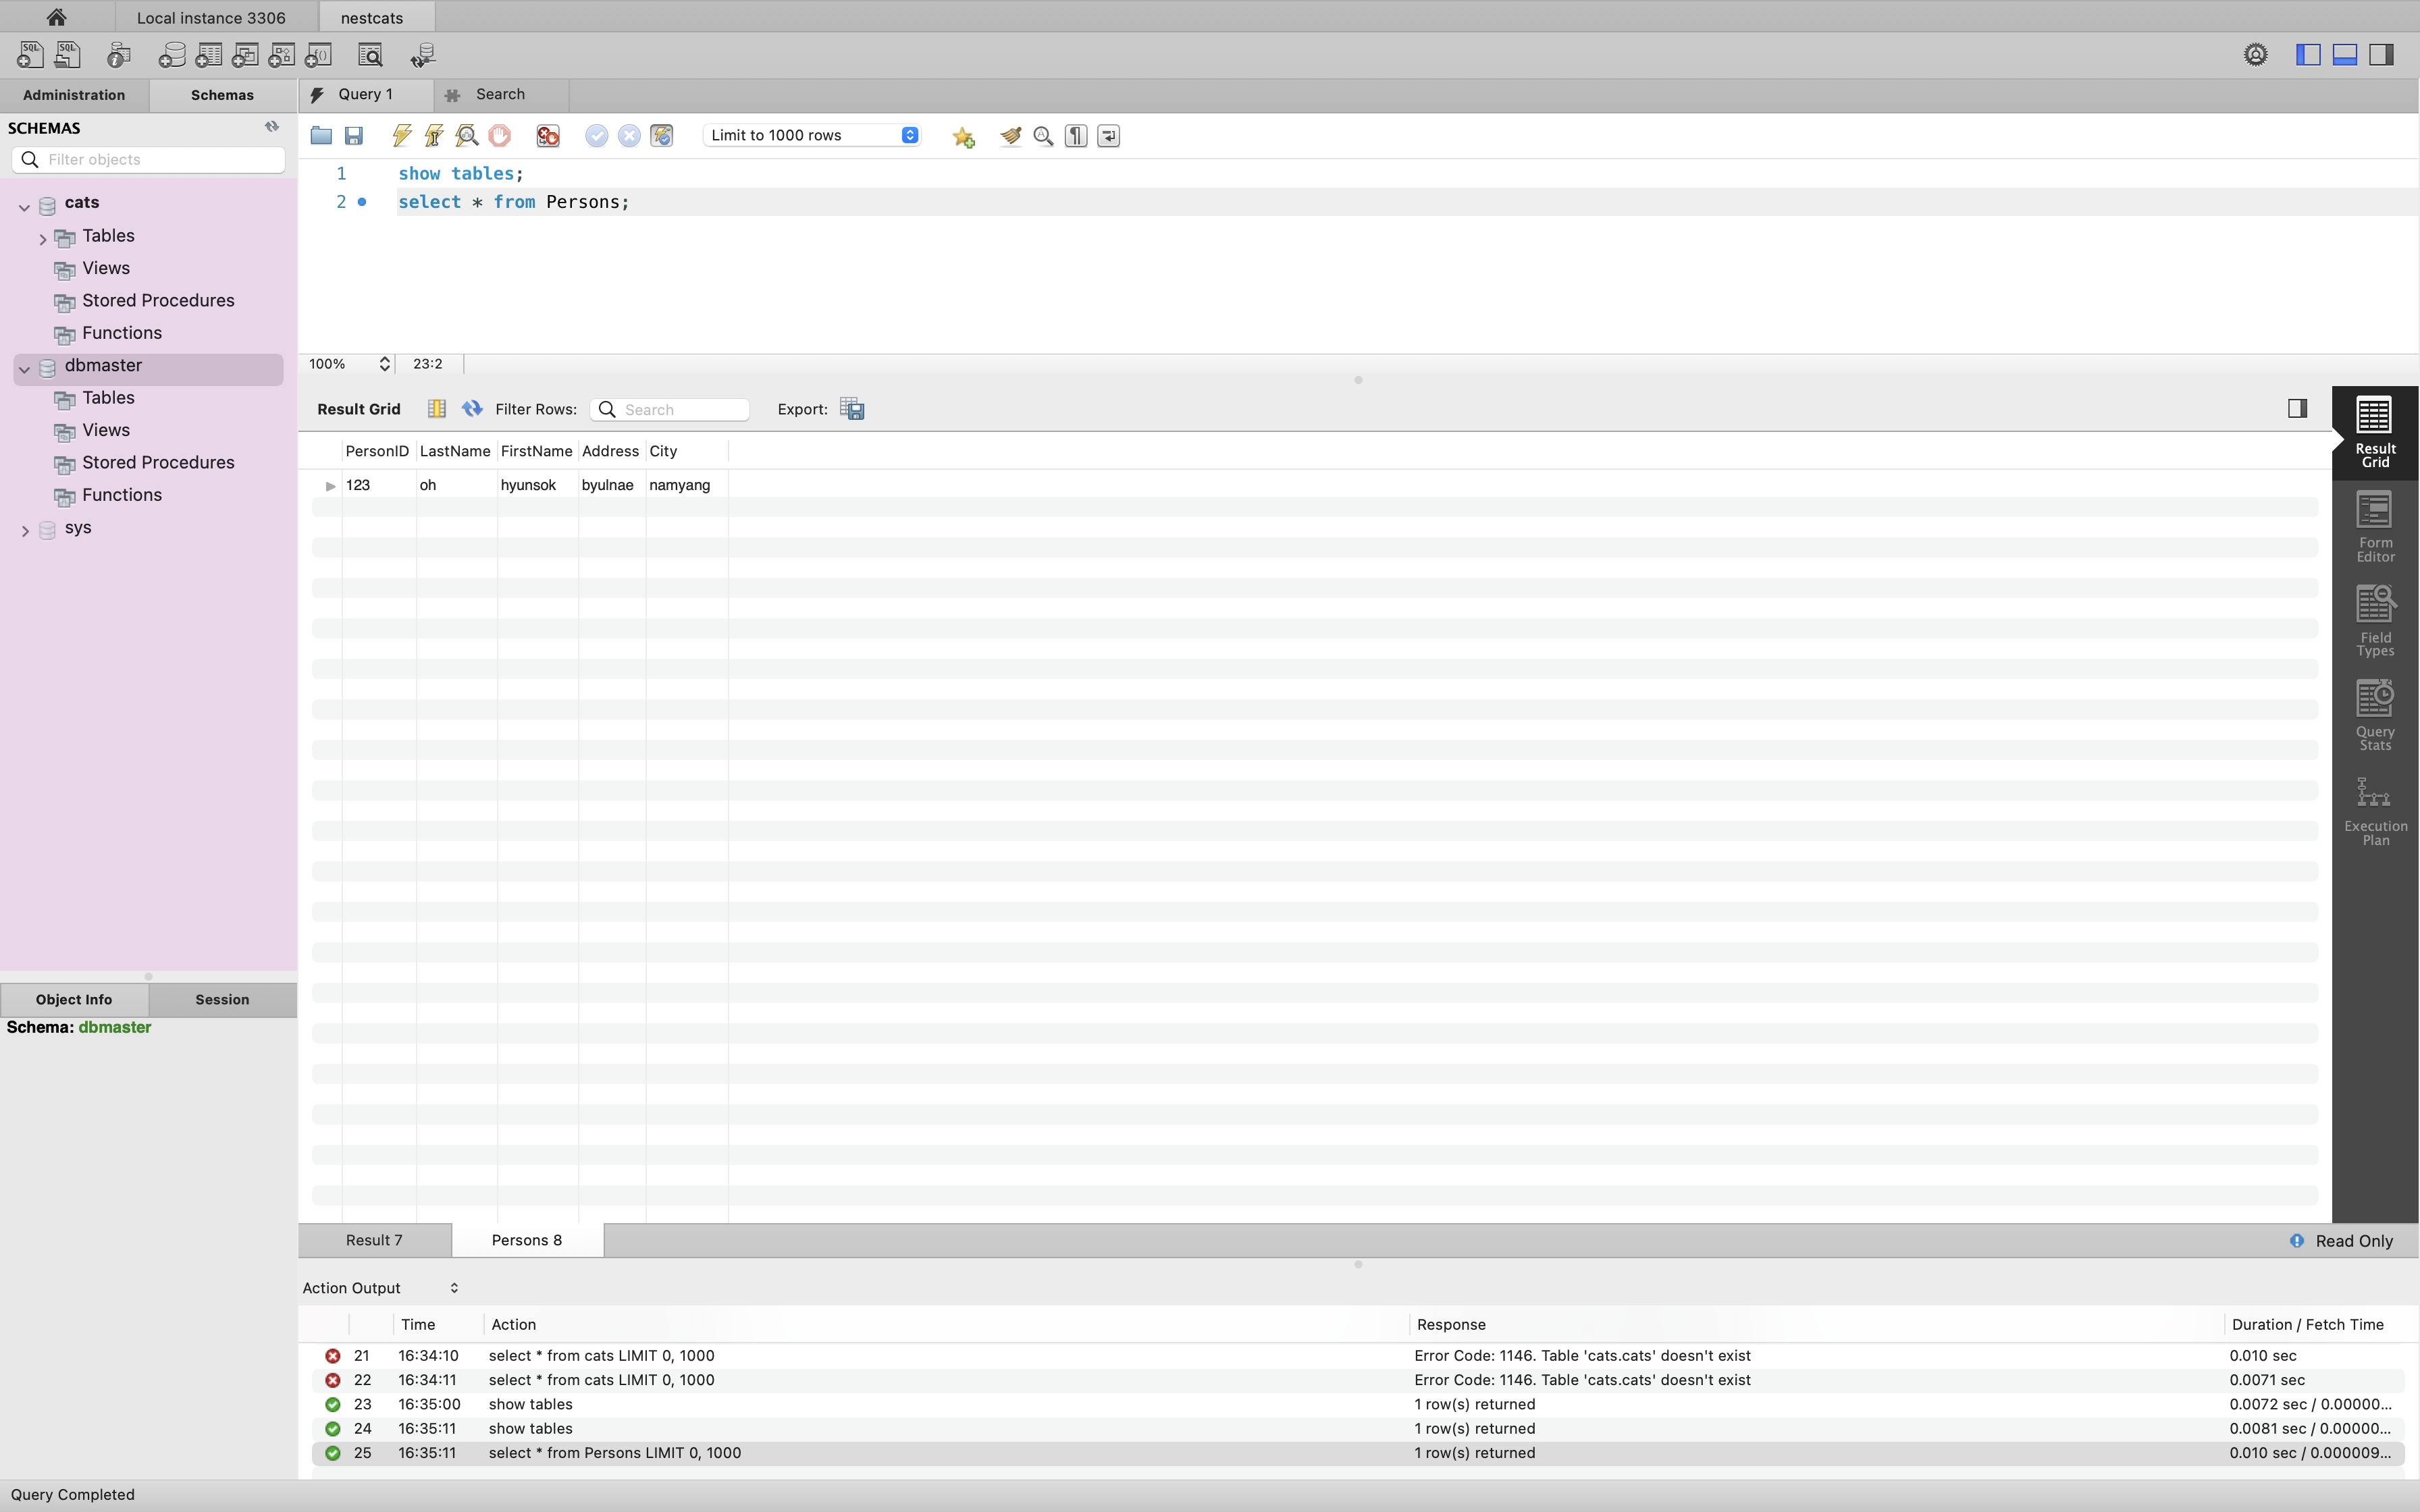 Local instance 3306
nestcats
Administration
Schemas
Query 1
Search
SCHEMAS
Filter objects
Limit to 1000 rows
1 show tables;
2 select * from Persons;
cats
Tables
Views
Stored Procedures
Functions
dbmaster
Tables
Views
Stored Procedures
Functions
sys
100%
23:2
Result Grid
Filter Rows:
Search
Export:
PersonID LastName FirstName Address City
123 oh hyunsok byulnae namyang
Result
Grid
Form
Editor
Field
Types
Query
Stats
Execution
Plan
Object Info
Session
Schema: dbmaster
Result 7
Persons 8
Read Only
Action Output
Time Action Response Duration / Fetch Time
21 16:34:10 select * from cats LIMIT 0, 1000 Error Code: 1146. Table 'cats.cats' doesn't exist 0.010 sec
22 16:34:11 select * from cats LIMIT 0, 1000 Error Code: 1146. Table 'cats.cats' doesn't exist 0.0071 sec
23 16:35:00 show tables 1 row(s) returned 0.0072 sec / 0.00000...
24 16:35:11 show tables 1 row(s) returned 0.0081 sec / 0.00000...
25 16:35:11 select * from Persons LIMIT 0, 1000 1 row(s) returned 0.010 sec / 0.000009...
Query Completed